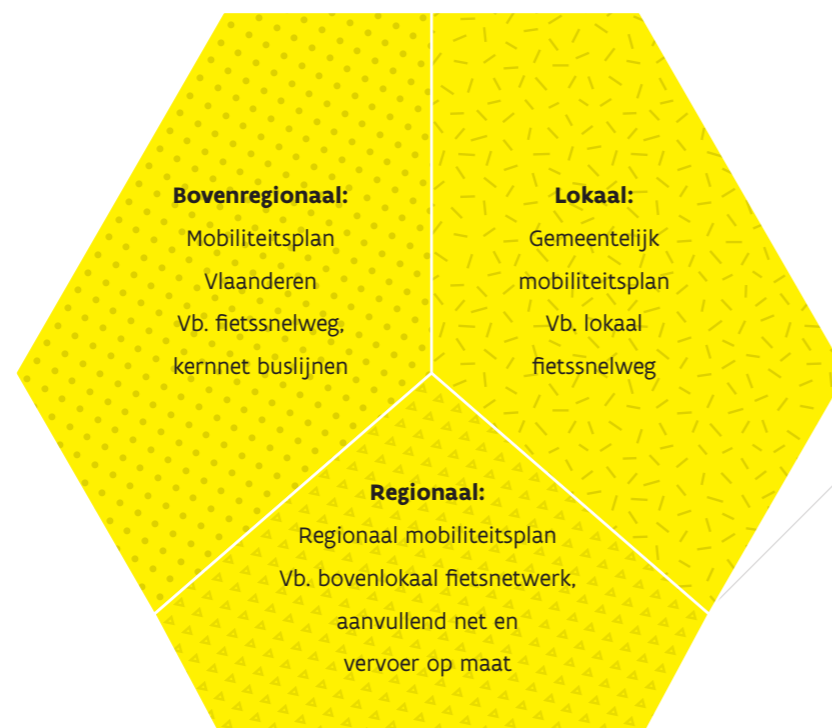 Bovenregionaal:
Mobiliteitsplan
Vlaanderen
Vb. fietssnelweg,
kernnet buslijnen
Lokaal:
Gemeentelijk
mobiliteitsplan
Vb. lokaal
fietssnelweg
Regionaal:
Regionaal mobiliteitsplan
Vb. bovenlokaal fietsnetwerk,
aanvullend net en
vervoer op maat